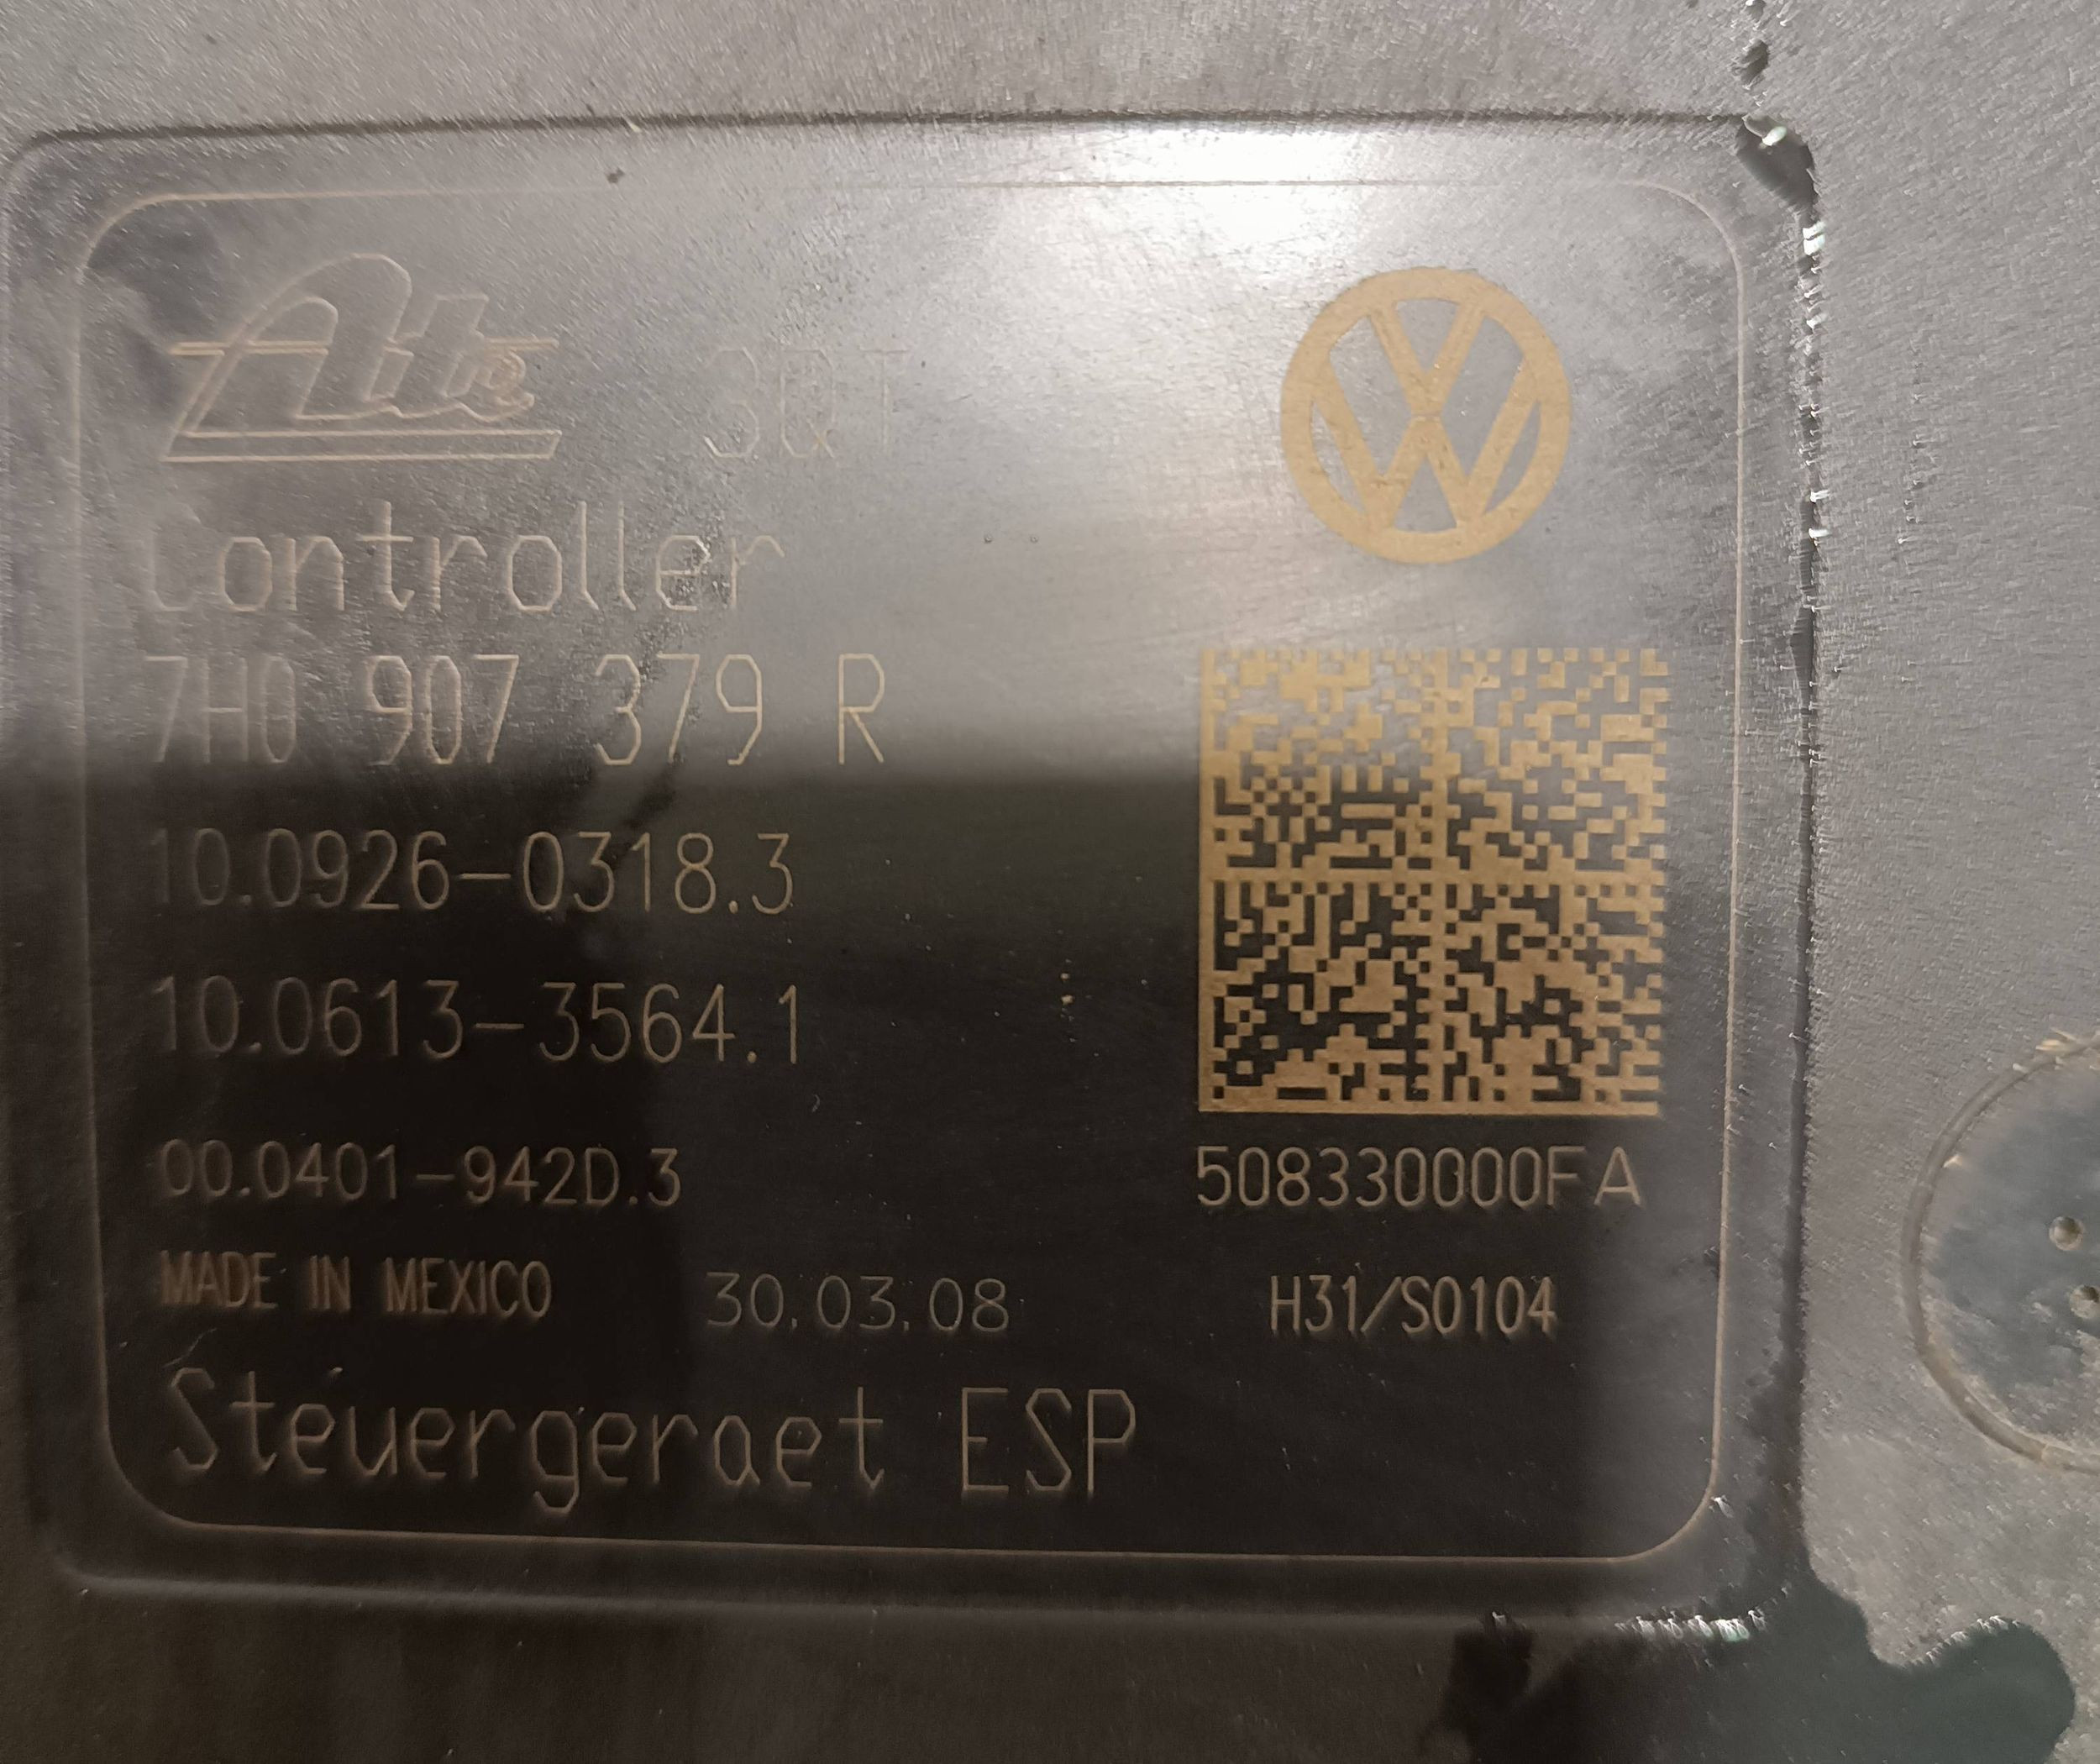 Ate 3QT
Controller
7H0 907 379 R
10.0926-0318.3
10.0613-3564.1
00.0401-942D.3
508330000FA
MADE IN MEXICO 30.03.08 H31/S0104
Steuergeraet ESP